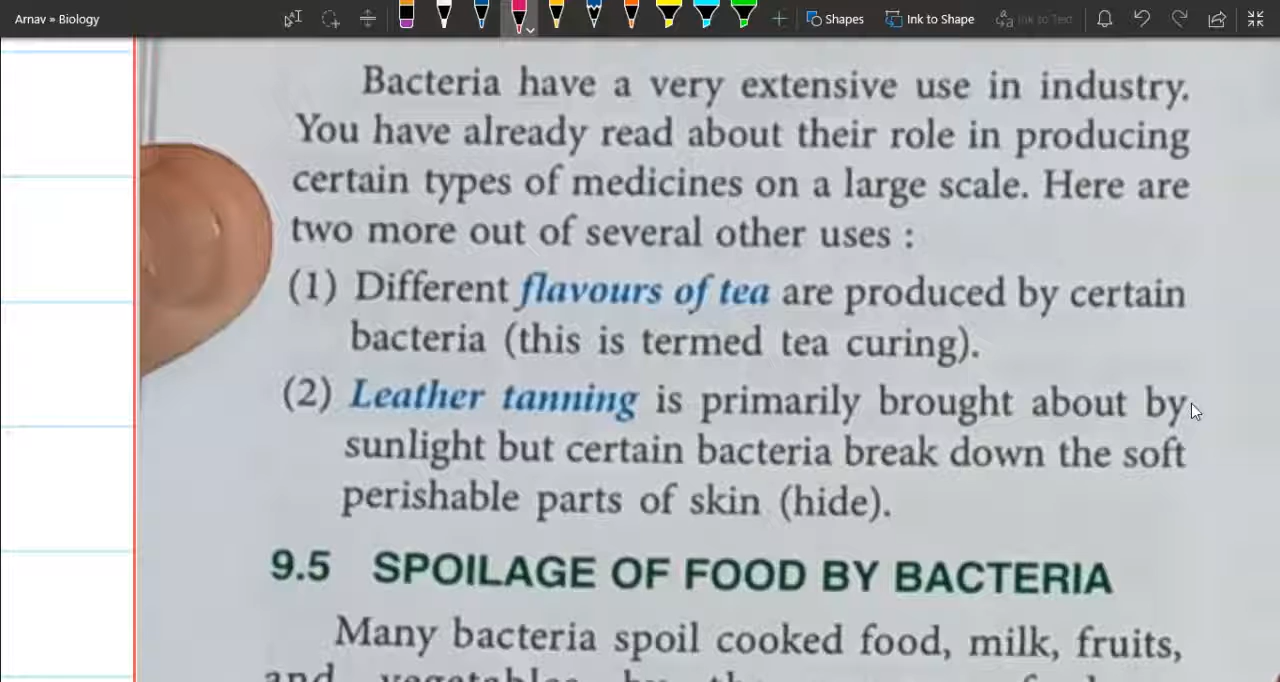 Arnav » Biology
Shapes
Ink to Shape
Ink to Text
Bacteria have a very extensive use in industry.
You have already read about their role in producing
certain types of medicines on a large scale. Here are
two more out of several other uses :
(1) Different flavours of tea are produced by certain
bacteria (this is termed tea curing).
(2) Leather tanning is primarily brought about by
sunlight but certain bacteria break down the soft
perishable parts of skin (hide).
9.5 SPOILAGE OF FOOD BY BACTERIA
Many bacteria spoil cooked food, milk, fruits,
and vegetables by the